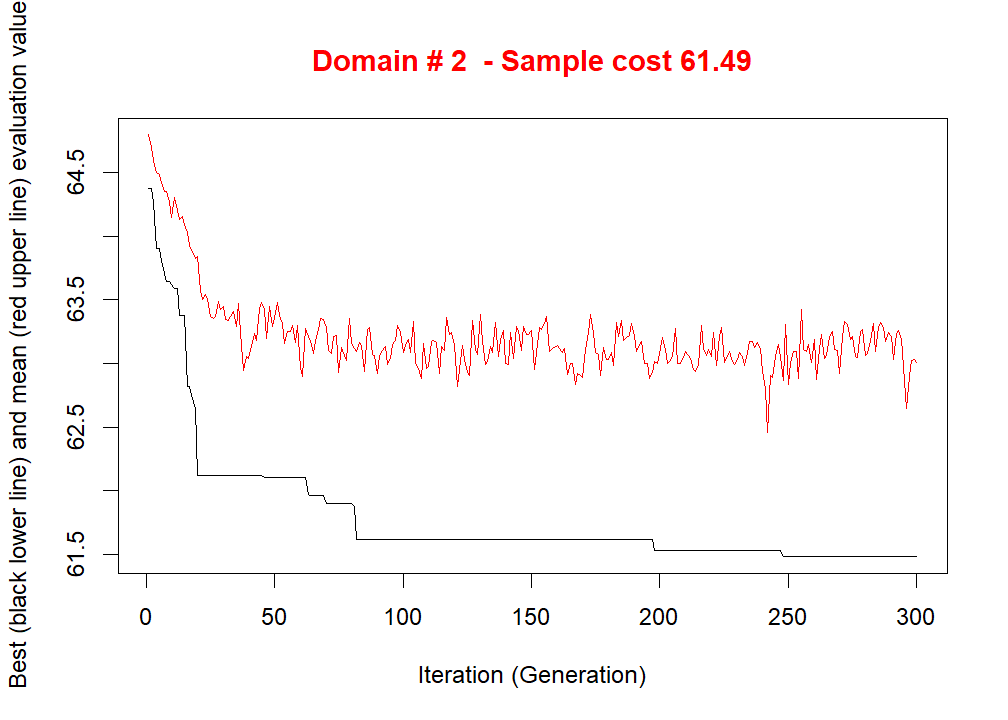 Domain # 2  - Sample cost 61.49
Best (black lower line) and mean (red upper line) evaluation value
64.5
63.5
62.5
61.5
0 50 100 150 200 250 300
Iteration (Generation)